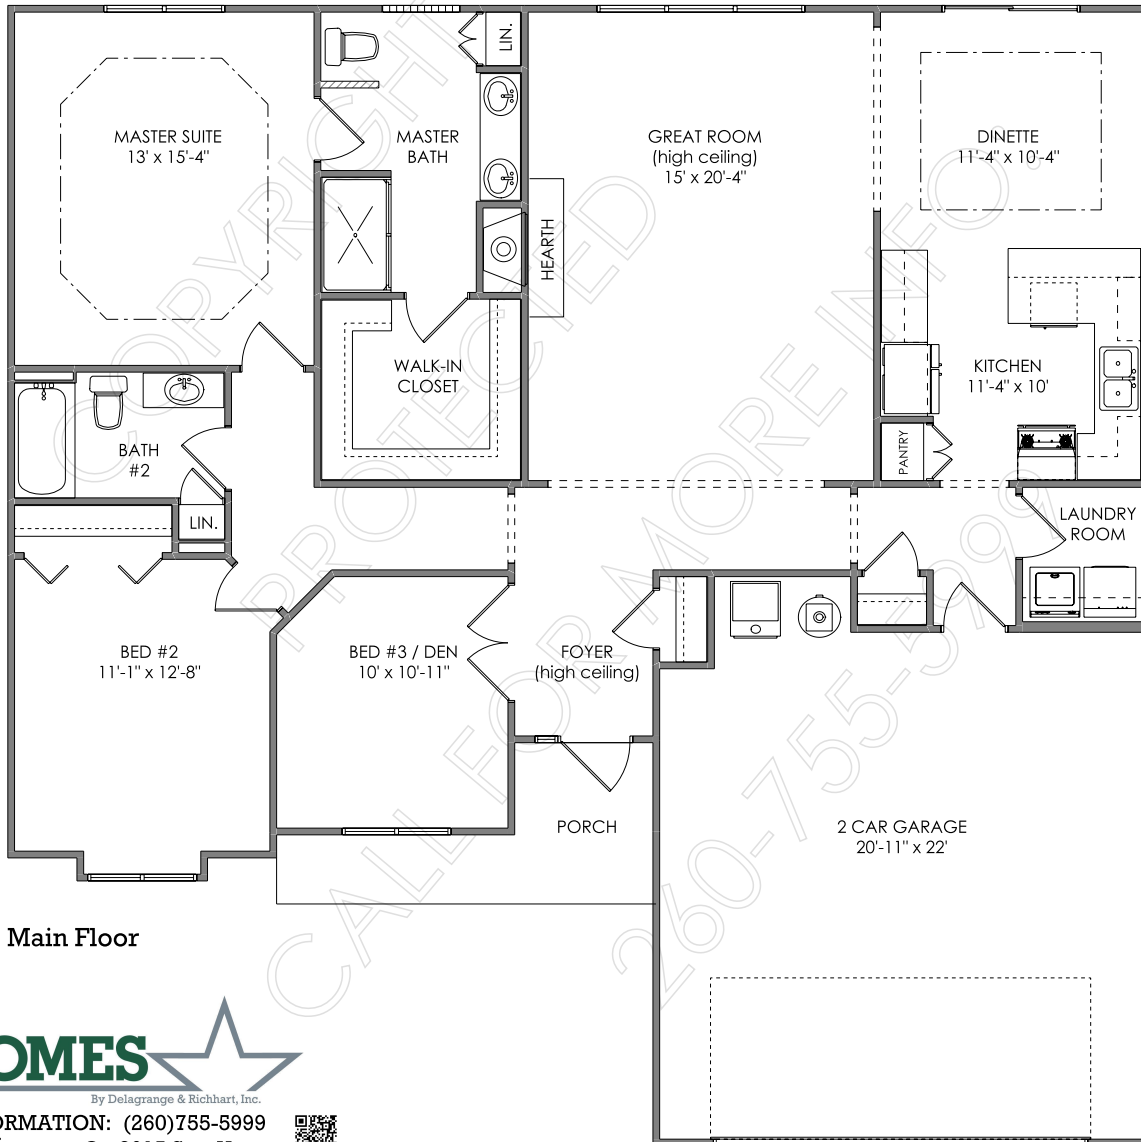 MASTER SUITE
13' x 15'-4"
MASTER
BATH
LIN.
GREAT ROOM
(high ceiling)
15' x 20'-4"
DINETTE
11'-4" x 10'-4"
HEARTH
WALK-IN
CLOSET
KITCHEN
11'-4" x 10'
PANTRY
BATH
#2
LIN.
LAUNDRY
ROOM
BED #2
11'-1" x 12'-8"
BED #3 / DEN
10' x 10'-11"
FOYER
(high ceiling)
PORCH
2 CAR GARAGE
20'-11" x 22'
COPYRIGHT
PROTECTED
CALL FOR MORE INFO.
260-755-5999
Main Floor
OMES
By Delagrange & Richhart, Inc.
ORMATION: (260)755-5999